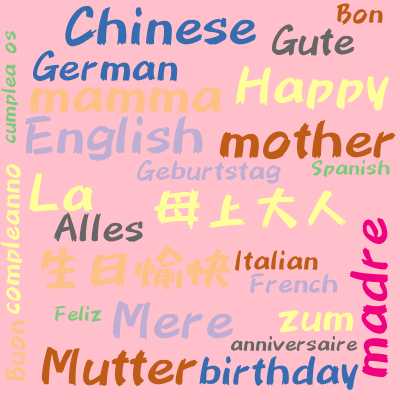 Chinese
Bon
Gute
German
mamma
Happy
cumplea os
English
mother
Geburtstag
Spanish
La
母上大人
Alles
compleanno
madre
生日愉快
Italian
French
Feliz
Mere
zum
Buon
anniversaire
Mutter
birthday